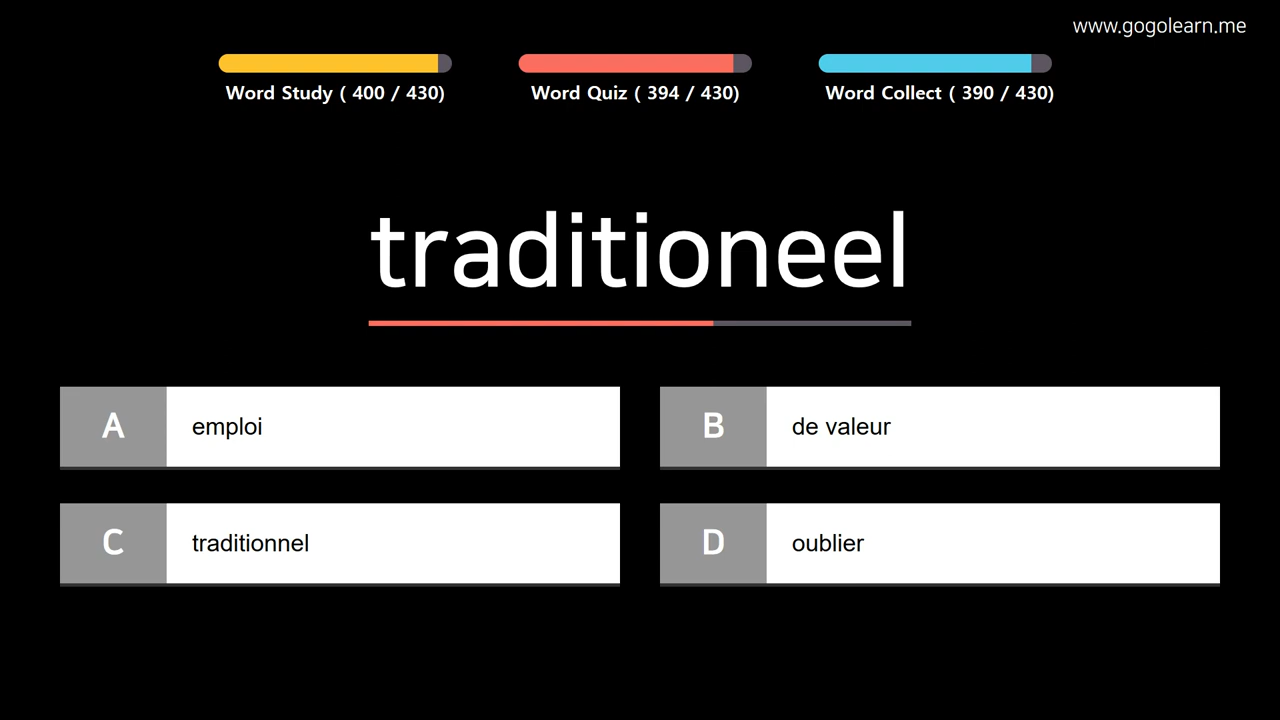 www.gogolearn.me
Word Study ( 400 / 430)
Word Quiz ( 394 / 430)
Word Collect ( 390 / 430)
traditioneel
A emploi
B de valeur
C traditionnel
D oublier